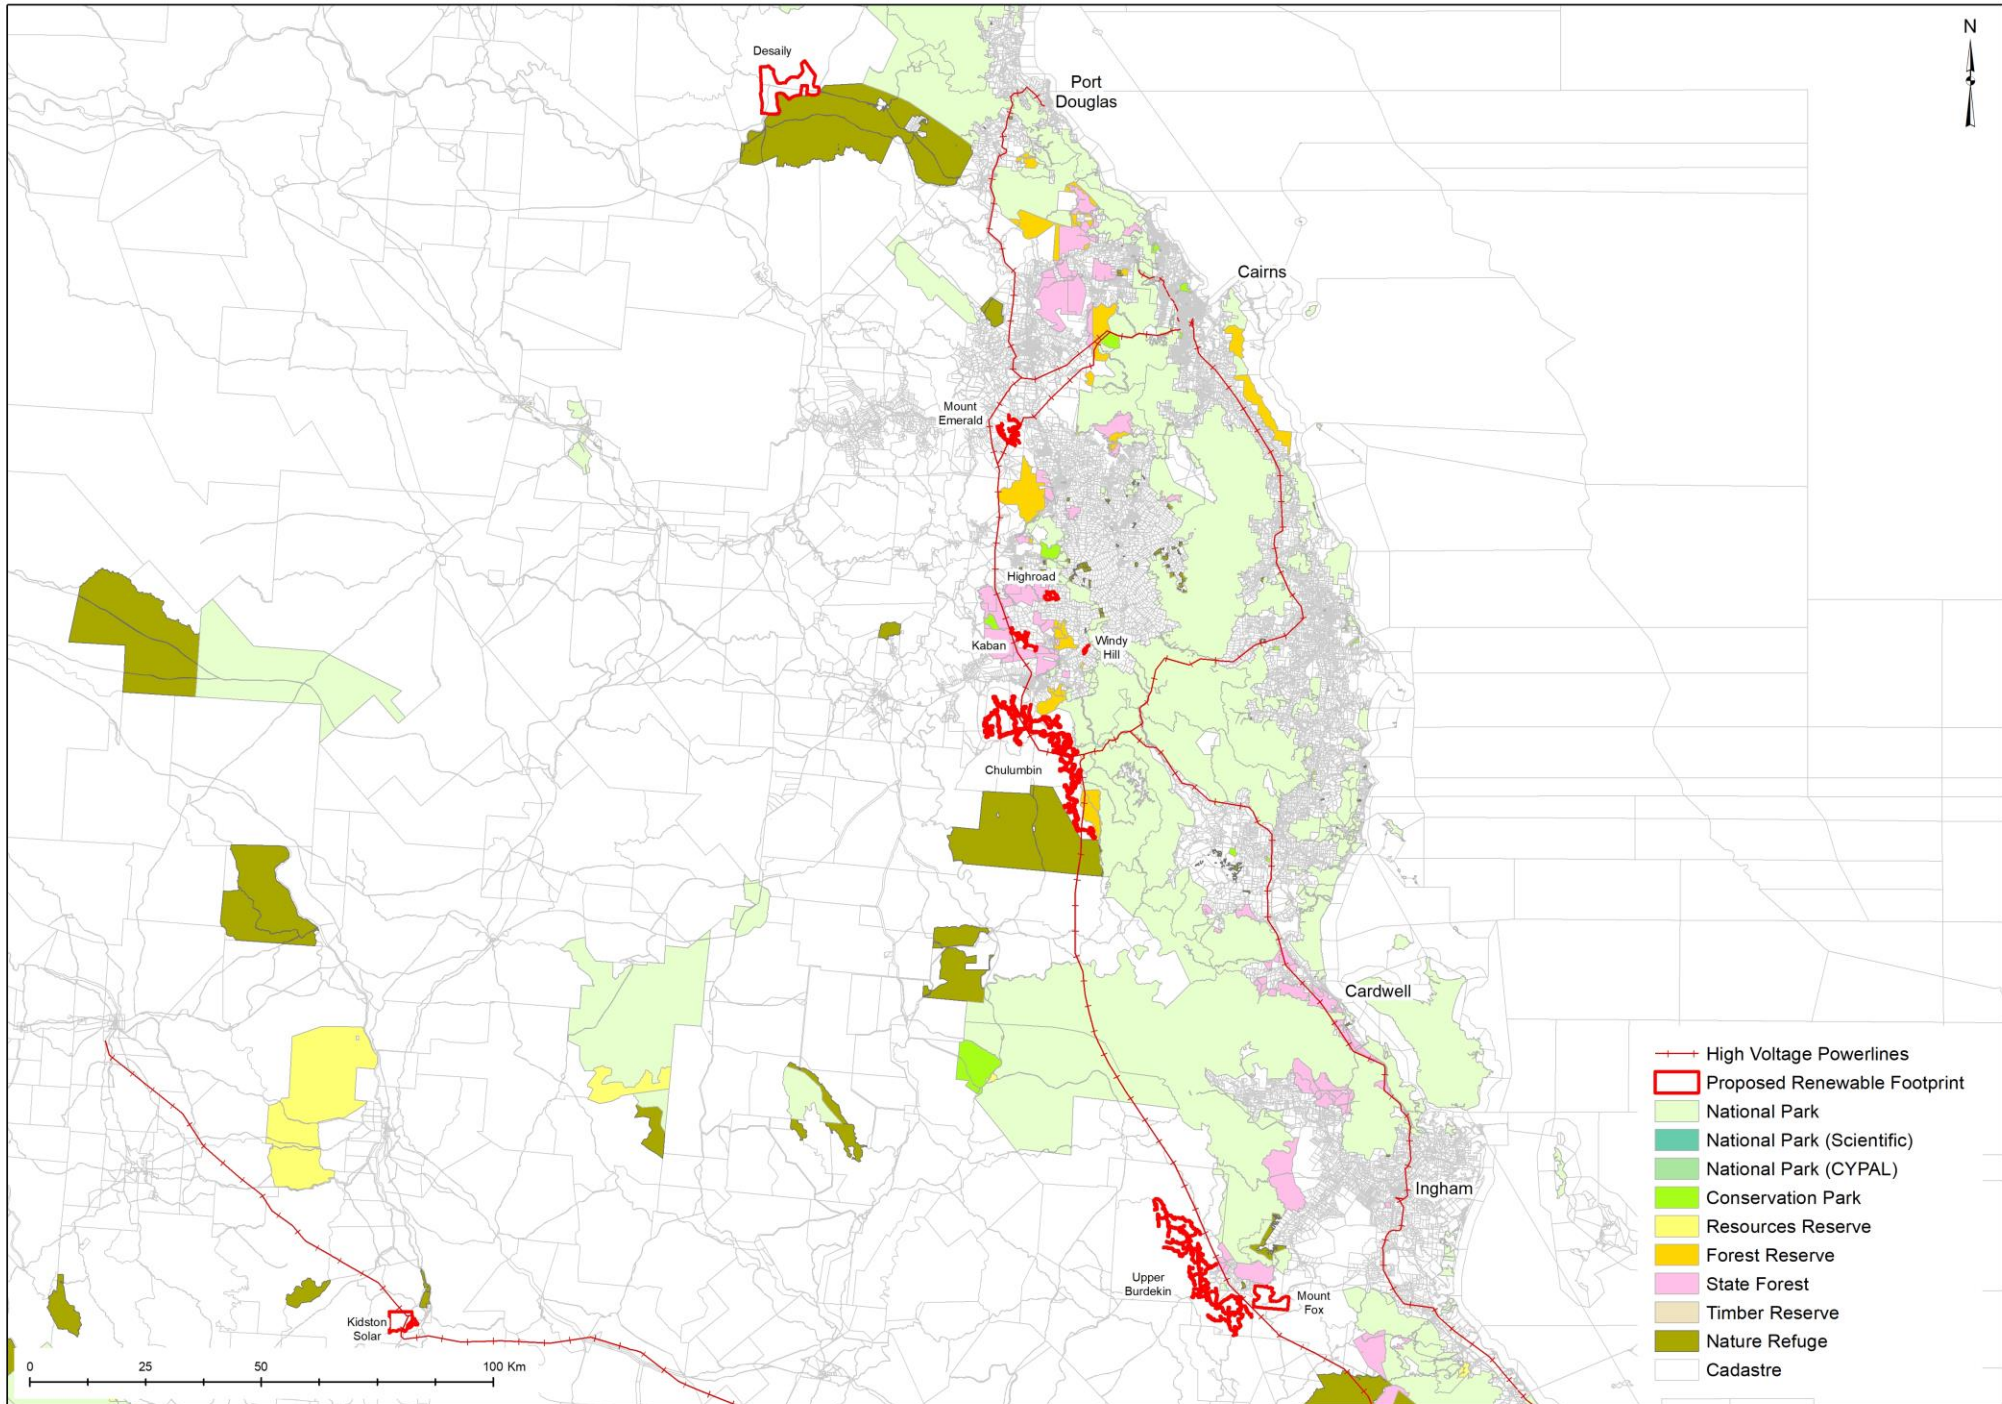 N
Desaily
Port
Douglas
Cairns
Mount
Emerald
Highroad
Kaban
Windy
Hill
Chulumbin
Cardwell
Ingham
Upper
Burdekin
Mount
Fox
Kidston
Solar
0 25 50 100 Km
High Voltage Powerlines
Proposed Renewable Footprint
National Park
National Park (Scientific)
National Park (CYPAL)
Conservation Park
Resources Reserve
Forest Reserve
State Forest
Timber Reserve
Nature Refuge
Cadastre